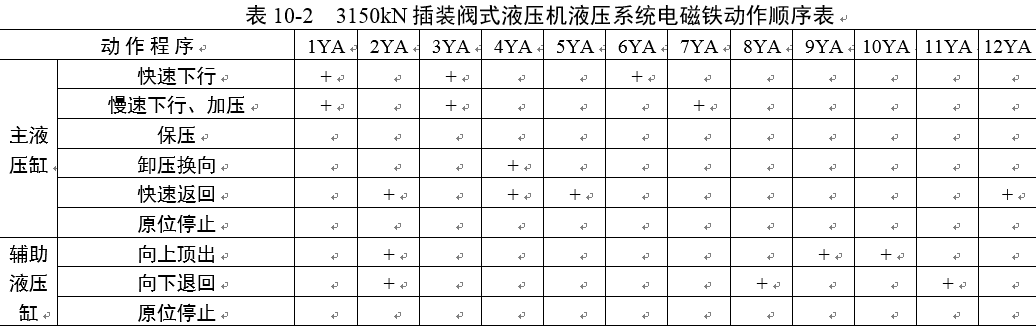 表 10-2 3150kN 插装阀式液压机液压系统电磁铁动作顺序表
动 作 程 序 1YA 2YA 3YA 4YA 5YA 6YA 7YA 8YA 9YA 10YA 11YA 12YA
主液压缸 快速下行 + + +
慢速下行、加压 + + +
保压
卸压换向 +
快速返回 + + + +
原位停止
辅助液压缸 向上顶出 + + +
向下退回 + + +
原位停止